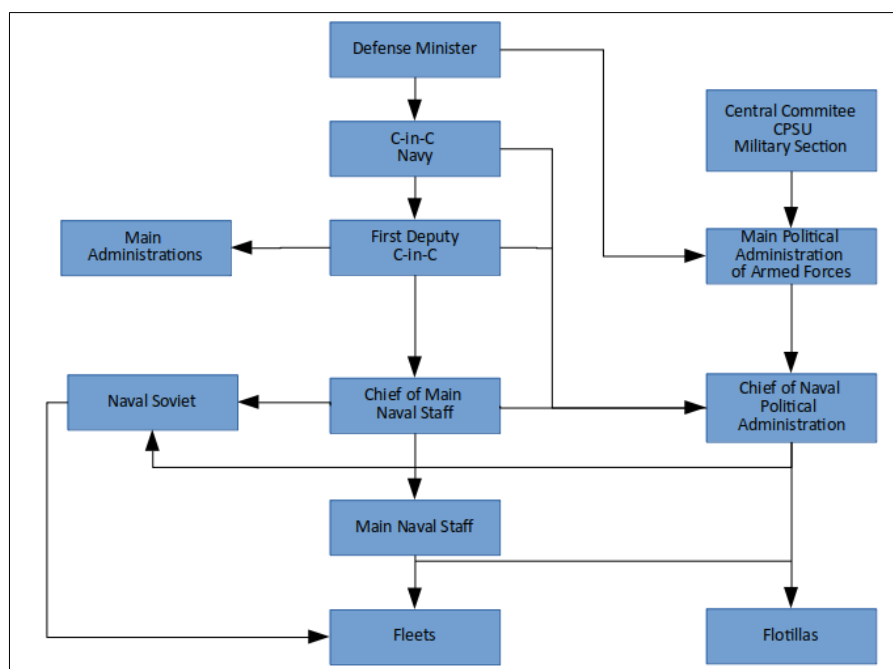 Defense Minister
Central Commitee
CPSU
Military Section
C-in-C
Navy
First Deputy
C-in-C
Main
Administrations
Main Political
Administration
of Armed Forces
Naval Soviet
Chief of Main
Naval Staff
Chief of Naval
Political
Administration
Main Naval Staff
Fleets
Flotillas